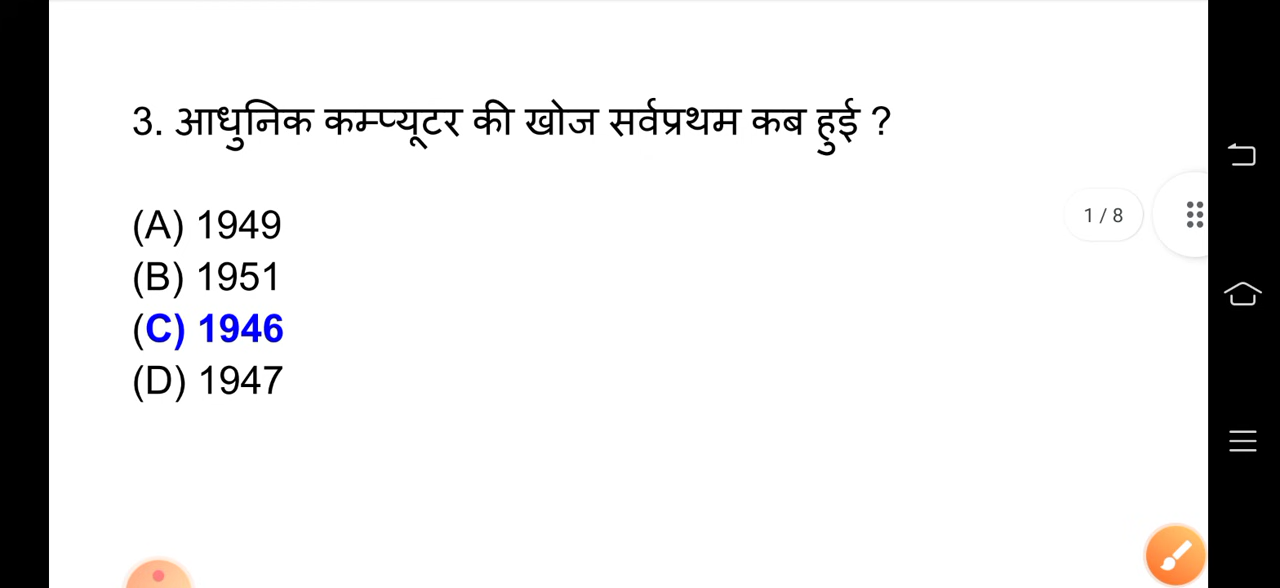 3. आधुनिक कम्प्यूटर की खोज सर्वप्रथम कब हुई ?
(A) 1949
1 / 8
(B) 1951
(C) 1946
(D) 1947